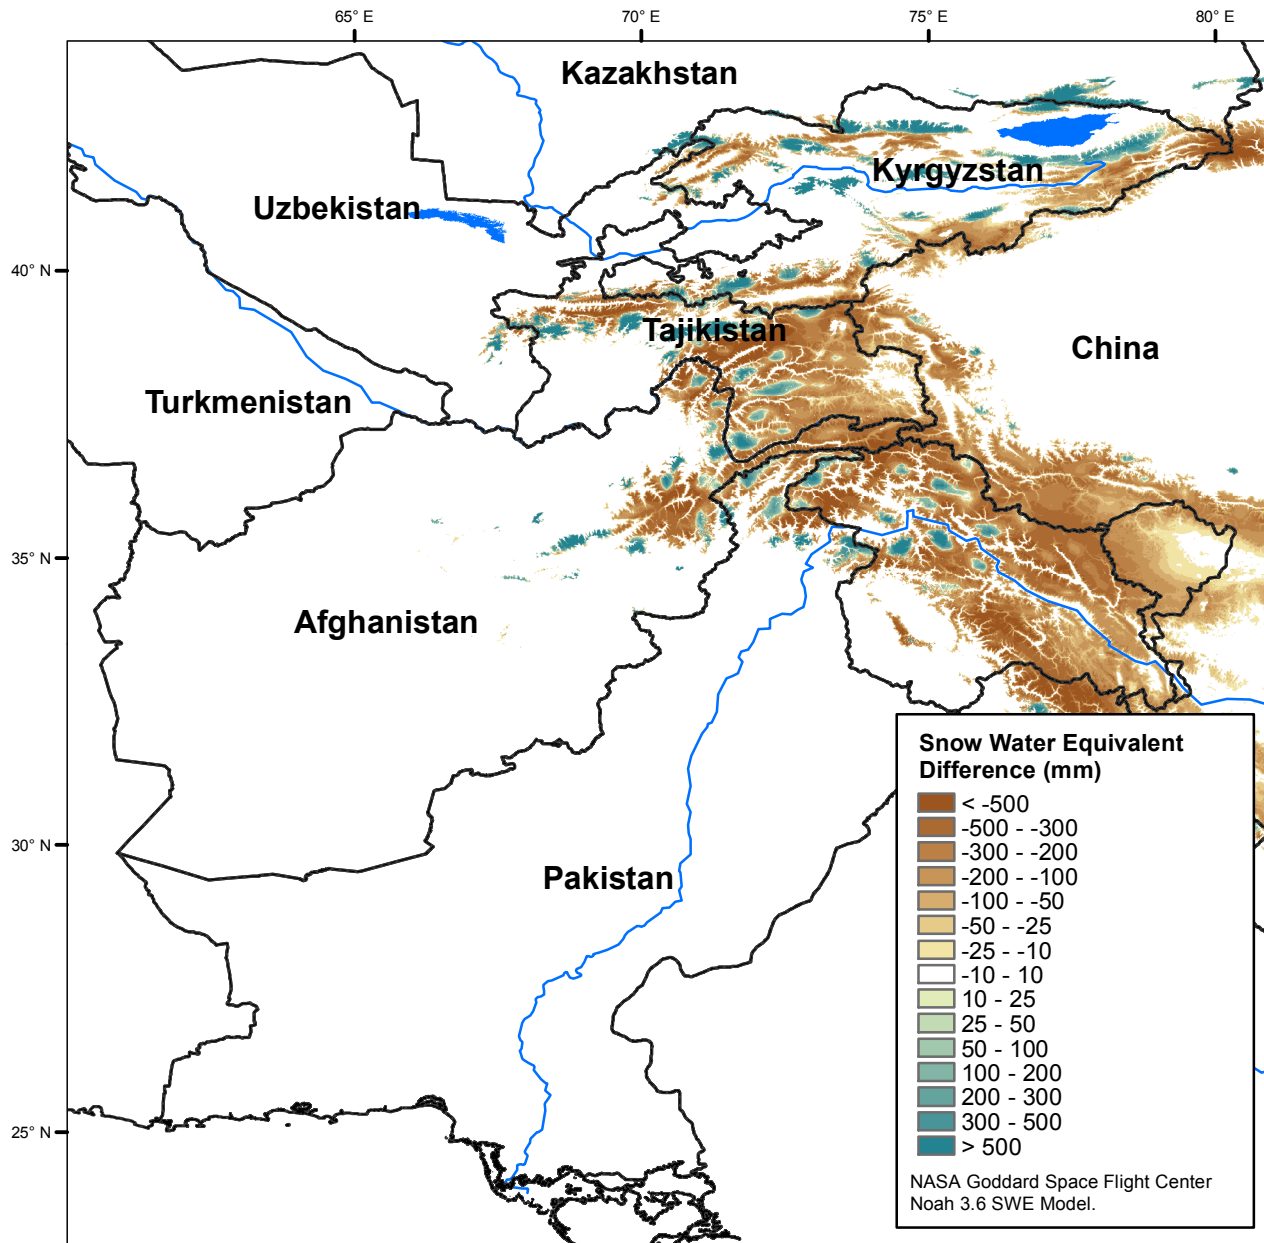 65° E
70° E
75° E
80° E
Kazakhstan
Kyrgyzstan
Uzbekistan
40° N
Tajikistan
China
Turkmenistan
35° N
Afghanistan
30° N
Pakistan
25° N
Snow Water Equivalent
Difference (mm)
< -500
-500 - -300
-300 - -200
-200 - -100
-100 - -50
-50 - -25
-25 - -10
-10 - 10
10 - 25
25 - 50
50 - 100
100 - 200
200 - 300
300 - 500
> 500
NASA Goddard Space Flight Center
Noah 3.6 SWE Model.